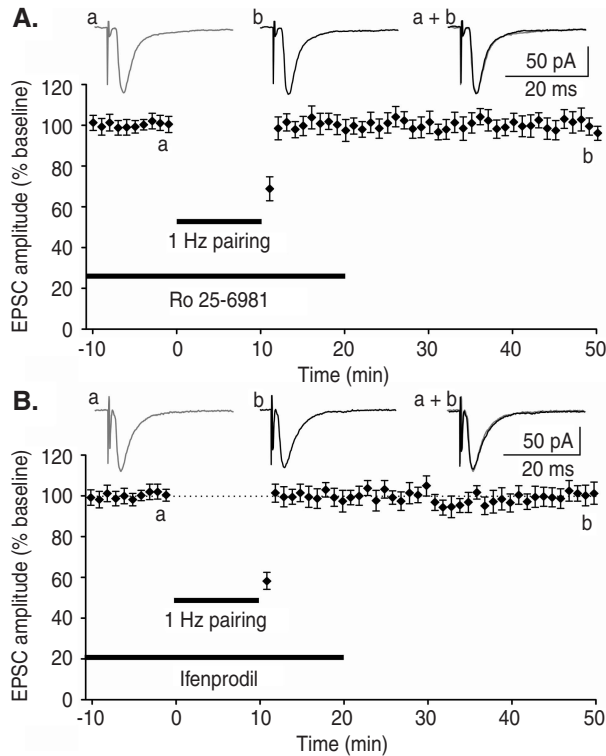 A.
a b a + b
50 pA
20 ms
EPSC amplitude (% baseline)
120
100
80
60
40
20
0
a
b
1 Hz pairing
Ro 25-6981
-10 0 10 20 30 40 50
Time (min)
B.
a b a + b
50 pA
20 ms
EPSC amplitude (% baseline)
120
100
80
60
40
20
0
a
b
1 Hz pairing
Ifenprodil
-10 0 10 20 30 40 50
Time (min)